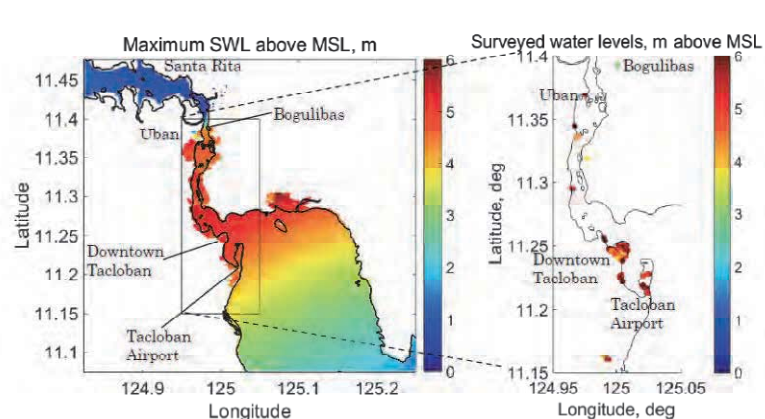 Maximum SWL above MSL, m
Santa Rita
Bogulibas
Uban
Downtown
Tacloban
Tacloban
Airport
11.45
11.4
11.35
11.3
11.25
11.2
11.15
11.1
Latitude
124.9
125
125.1
125.2
Longitude
6
5
4
3
2
1
0
Surveyed water levels, m above MSL
Bogulibas
Uban
Downtown
Tacloban
Tacloban
Airport
11.4
11.35
11.3
11.25
11.2
11.15
Latitude, deg
124.95
125
125.05
Longitude, deg
6
5
4
3
2
1
0